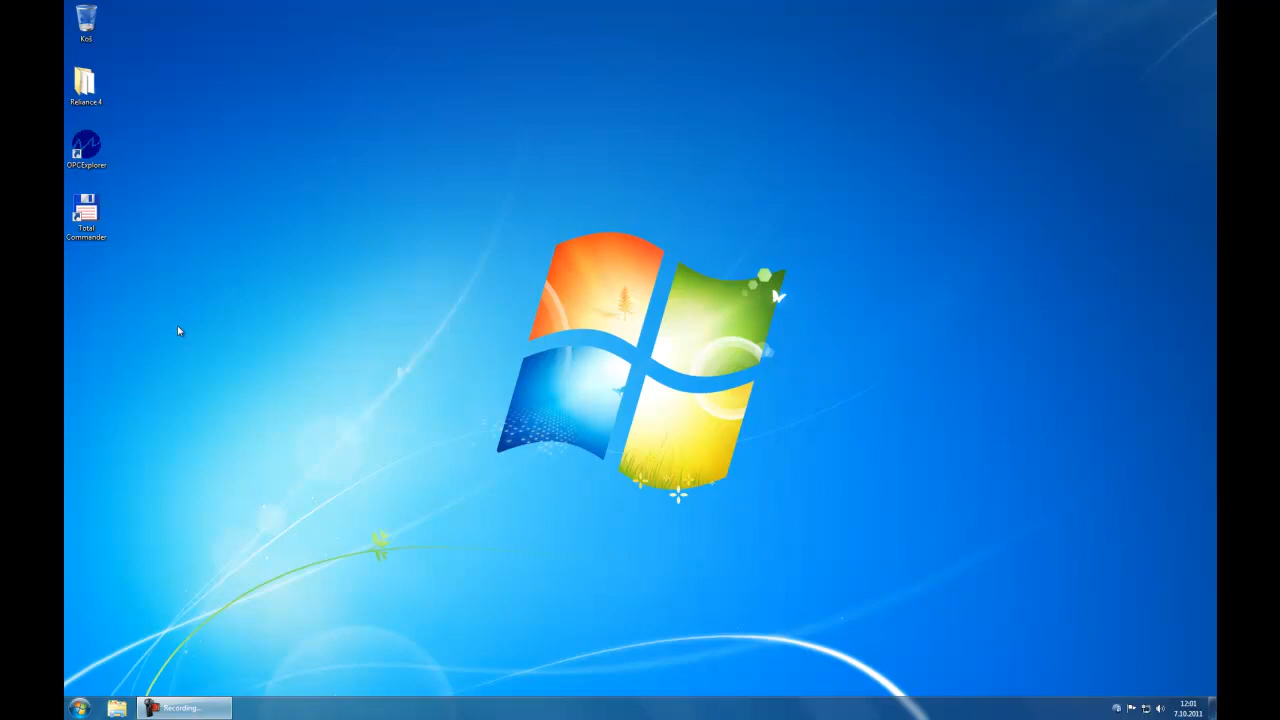 Koš
Reliance 4
OPCExplorer
Total
Commander
Recording...
12:01
7.10.2011